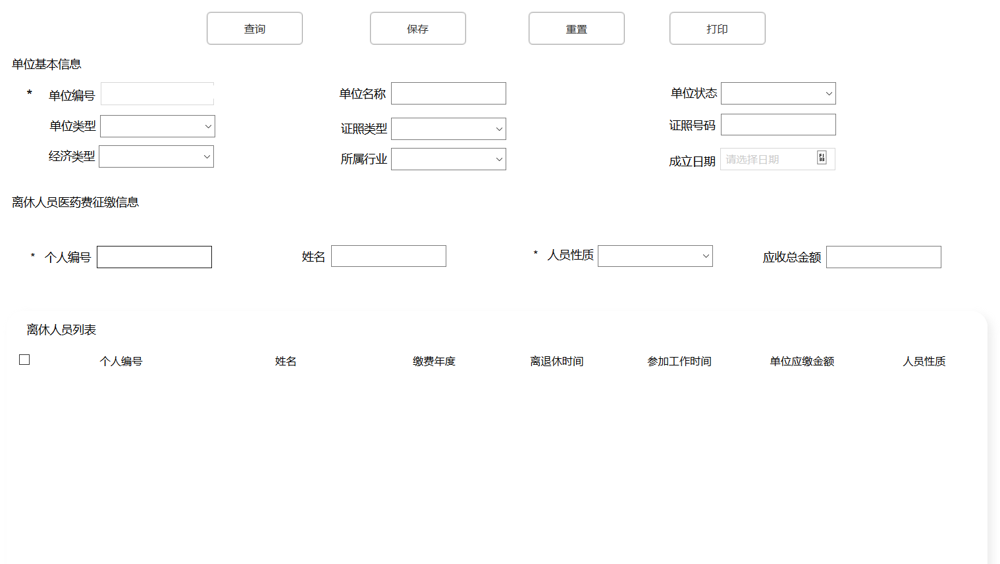 查询 保存 重置 打印
单位基本信息
* 单位编号 单位名称 单位状态
单位类型 证照类型 证照号码
经济类型 所属行业 成立日期 请选择日期
离休人员医药费征缴信息
* 个人编号 姓名 * 人员性质 应收总金额
离休人员列表
个人编号 姓名 缴费年度 离退休时间 参加工作时间 单位应缴金额 人员性质